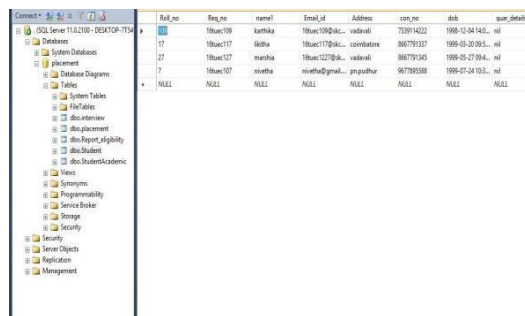 Connect
. (SQL Server 11.0.2100 - DESKTOP-7TS4
Databases
System Databases
placement
Database Diagrams
Tables
System Tables
FileTables
dbo.interview
dbo.placement
dbo.Report_eligibility
dbo.Student
dbo.StudentAcademic
Views
Synonyms
Programmability
Service Broker
Storage
Security
Security
Server Objects
Replication
Management
Roll_no Req_no name1 Email_id Address con_no dob quer_details
109 16tuec109 karthika 16tuec109@skc... vadavali 7339114222 1998-12-04 14:0... nil
17 16tuec117 likitha 16tuec117@skc... coimbatore 8667791337 1999-03-20 09:5... nil
27 16tuec127 marshia 16tuec1227@sk... vadavali 8667791345 1999-05-27 09:4... nil
7 16tuec107 nivetha nivetha@gmail... pn.pudhur 9677895588 1999-07-24 10:3... nil
NULL NULL NULL NULL NULL NULL NULL NULL